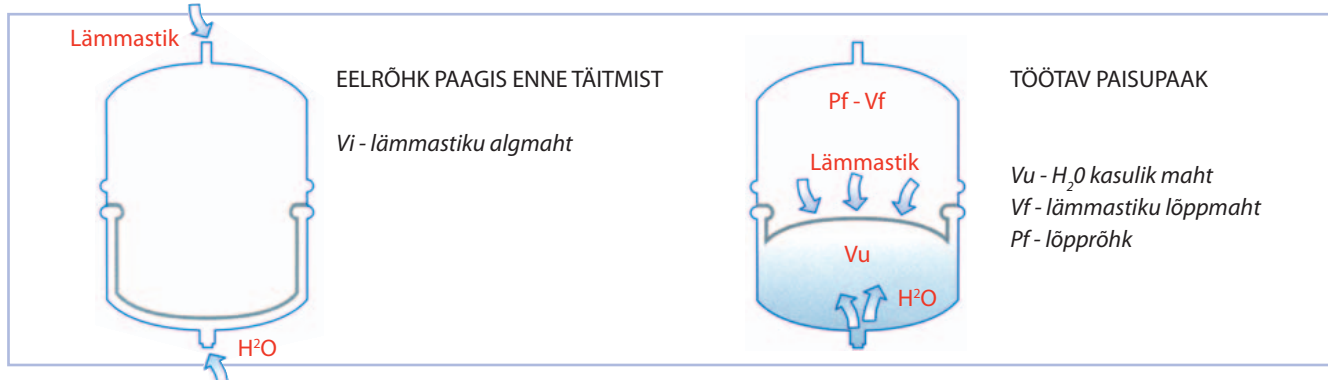 Lämmastik
EELRÕHK PAAGIS ENNE TÄITMIST
Vi - lämmastiku algmaht
H²O
Pf - Vf
Lämmastik
Vu
H²O
TÖÖTAV PAISUPAAK
Vu - H₂0 kasulik maht
Vf - lämmastiku lõppmaht
Pf - lõpprõhk